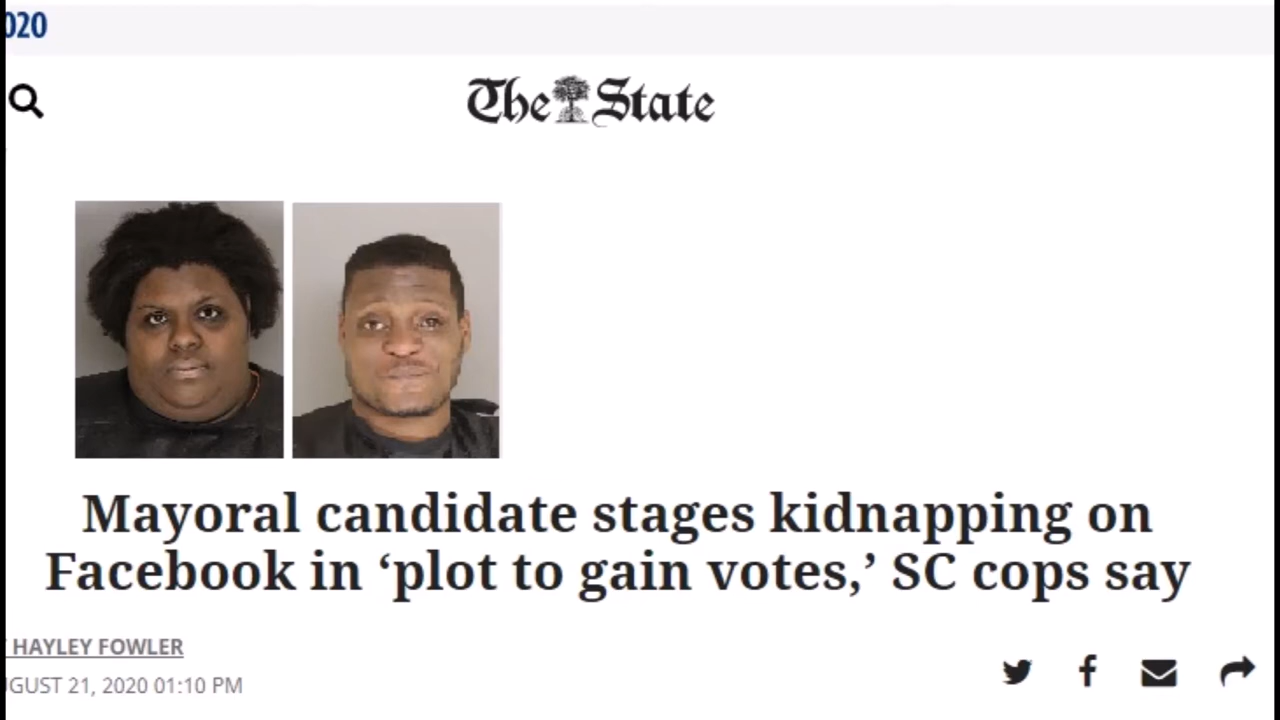 020
The State
Mayoral candidate stages kidnapping on
Facebook in ‘plot to gain votes,’ SC cops say
HAYLEY FOWLER
GUST 21, 2020 01:10 PM